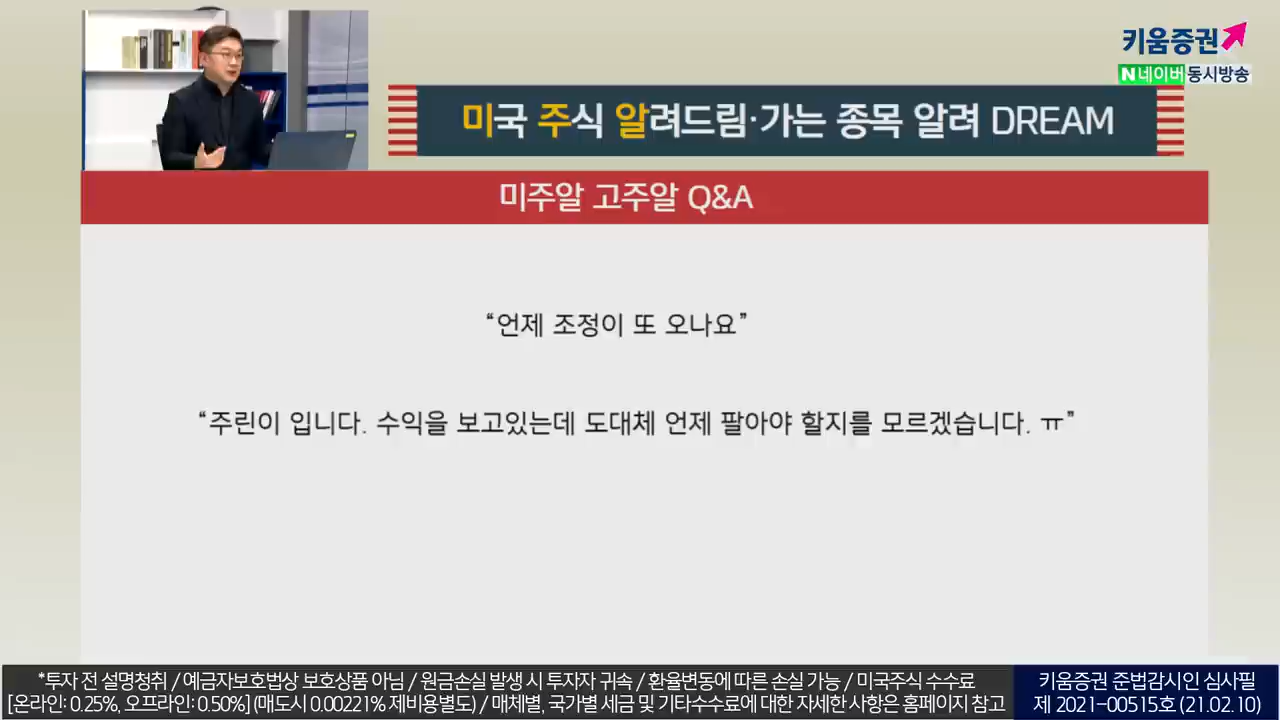 키움증권
N 네이버 동시방송
미국 주식 알려드림·가는 종목 알려 DREAM
미주알 고주알 Q&A
“언제 조정이 또 오나요”
“주린이 입니다. 수익을 보고있는데 도대체 언제 팔아야 할지를 모르겠습니다. ㅠ”
*투자 전 설명청취 / 예금자보호법상 보호상품 아님 / 원금손실 발생 시 투자자 귀속 / 환율변동에 따른 손실 가능 / 미국주식 수수료
[온라인: 0.25%, 오프라인: 0.50%] (매도시 0.00221% 제비용별도) / 매체별, 국가별 세금 및 기타수수료에 대한 자세한 사항은 홈페이지 참고
키움증권 준법감시인 심사필
제 2021-00515호 (21.02.10)